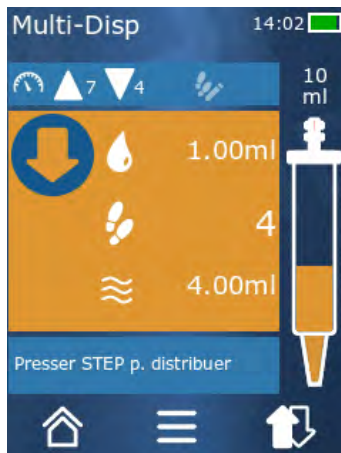 Multi-Disp 14:02
7 4
10
ml
1.00ml
4
4.00ml
Presser STEP p. distribuer